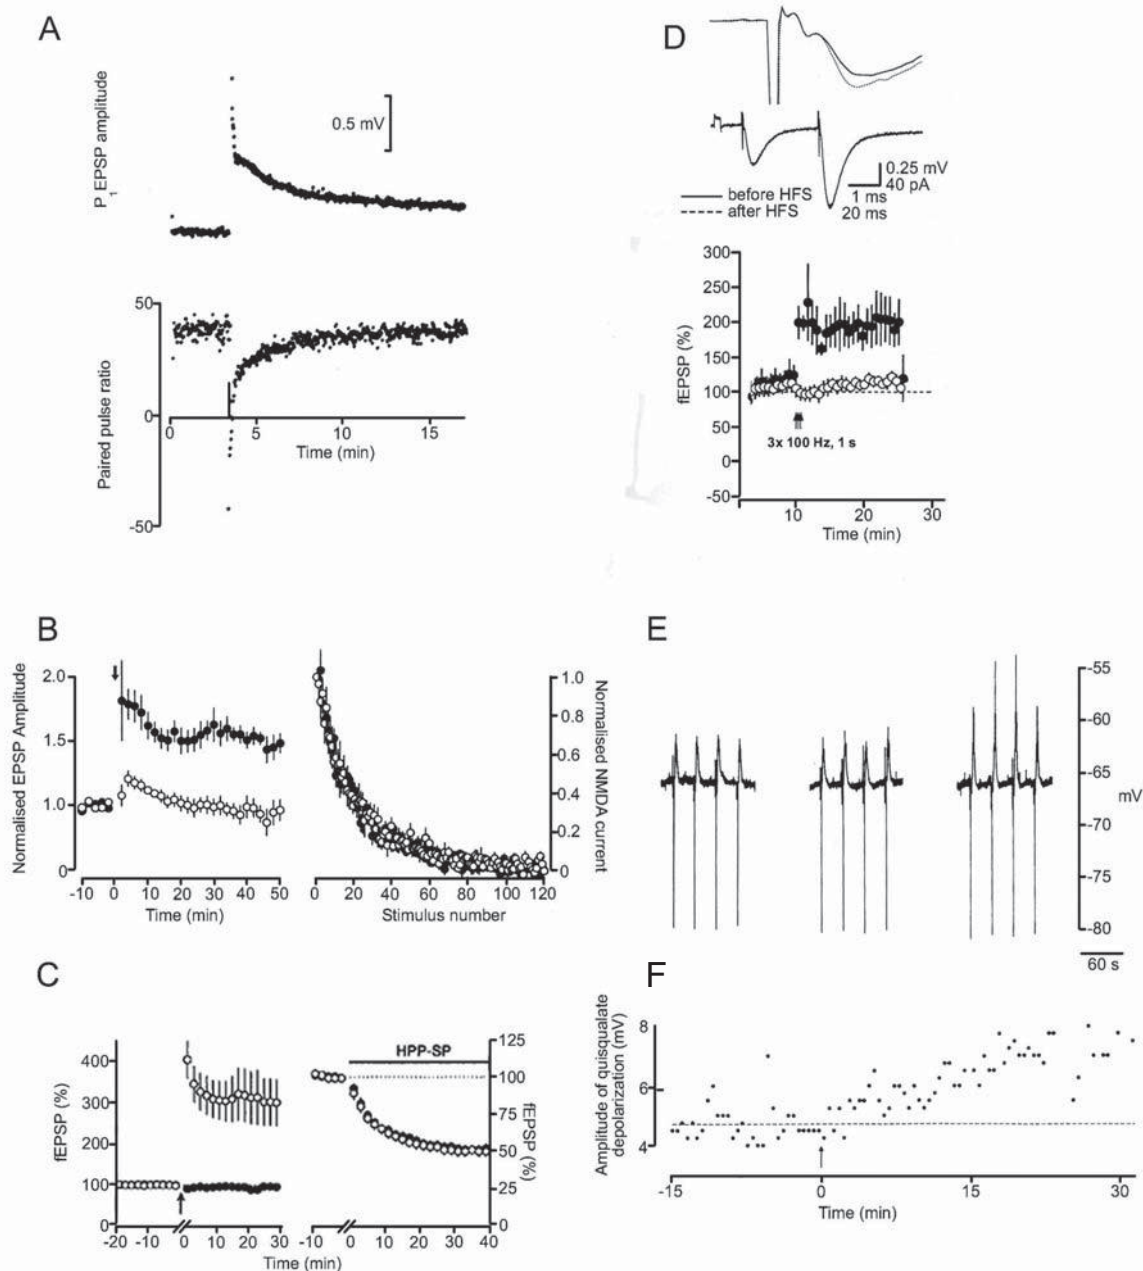 A
P1 EPSP amplitude
0.5 mV
50
0
-50
Paired pulse ratio
0
5
10
15
Time (min)
D
0.25 mV
40 pA
1 ms
20 ms
before HFS
after HFS
300
250
200
150
100
50
0
-50
fEPSP (%)
3x 100 Hz, 1 s
10
20
30
Time (min)
B
Normalised EPSP Amplitude
2.0
1.5
1.0
0
-10
0
10
20
30
40
50
Time (min)
1.0
0.8
0.6
0.4
0.2
0
Normalised NMDA current
0
20
40
60
80
100
120
Stimulus number
E
-55
-60
-65
-70
-75
-80
mV
60 s
C
fEPSP (%)
400
300
200
100
0
-20
-10
0
10
20
30
HPP-SP
125
100
75
50
25
0
fEPSP (%)
-10
0
10
20
30
40
Time (min)
F
Amplitude of quisqualate
depolarization (mV)
8
6
4
-15
0
15
30
Time (min)